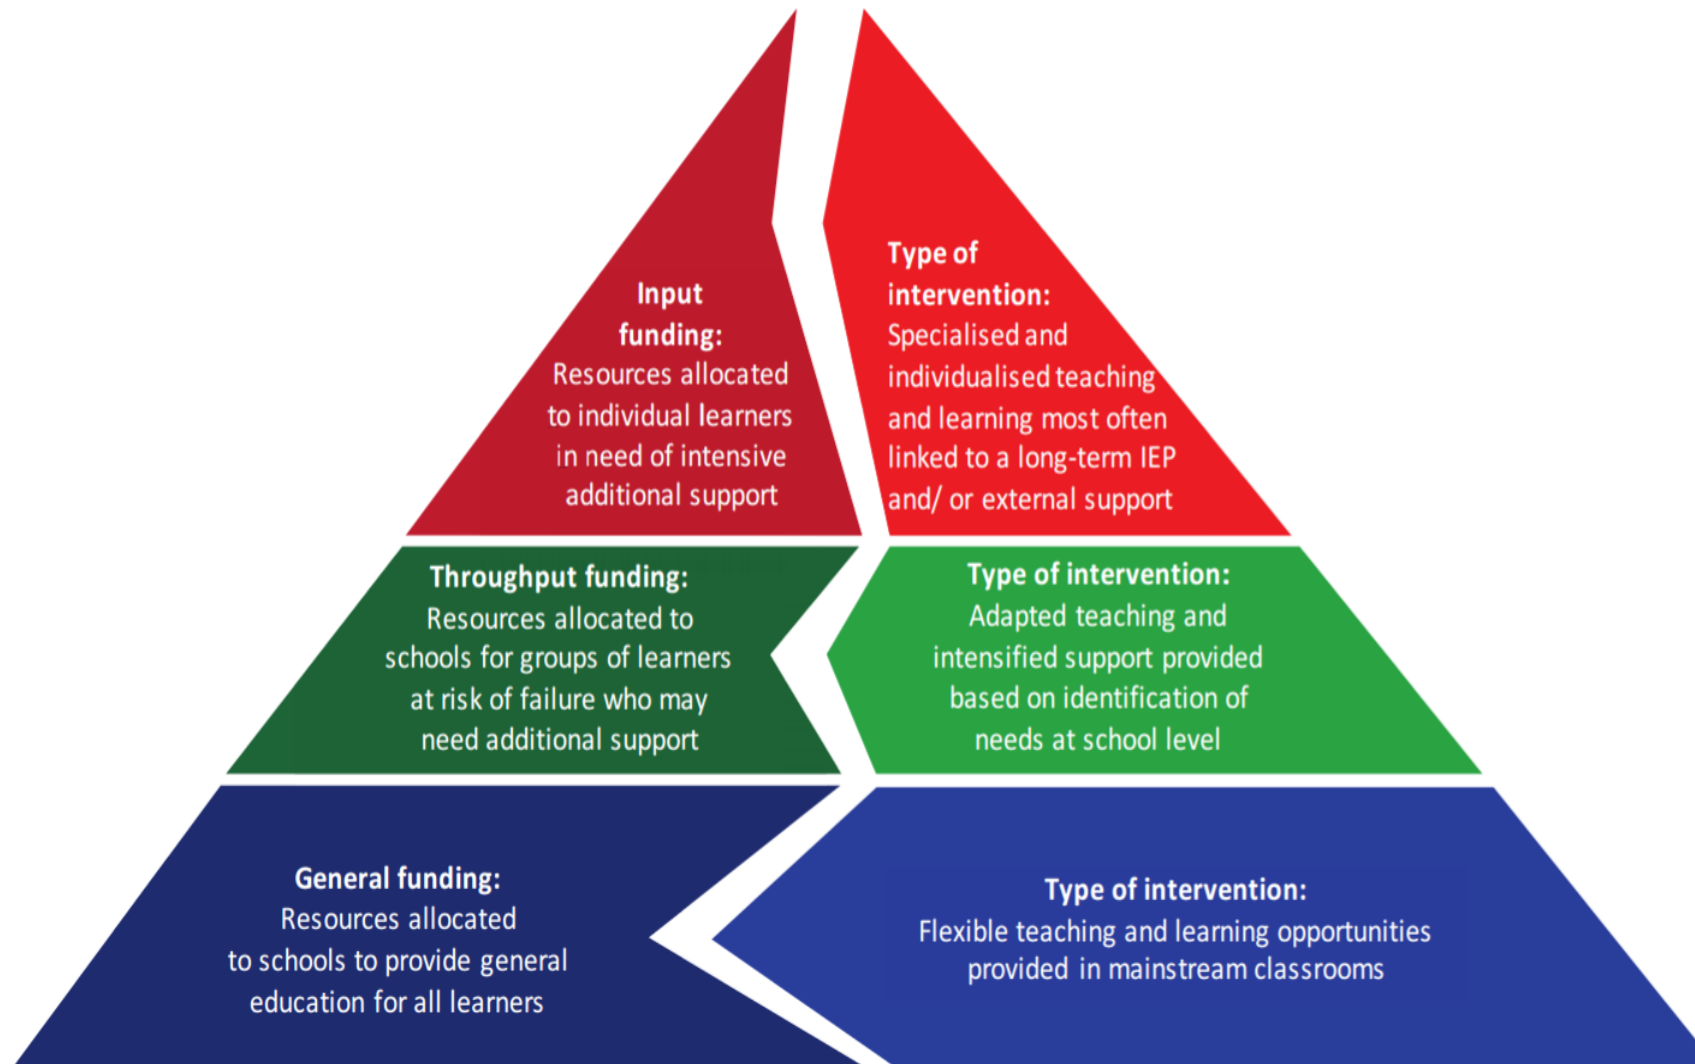 Input
funding:
Resources allocated
to individual learners
in need of intensive
additional support
Type of
intervention:
Specialised and
individualised teaching
and learning most often
linked to a long-term IEP
and/ or external support
Throughput funding:
Resources allocated to
schools for groups of learners
at risk of failure who may
need additional support
Type of intervention:
Adapted teaching and
intensified support provided
based on identification of
needs at school level
General funding:
Resources allocated
to schools to provide general
education for all learners
Type of intervention:
Flexible teaching and learning opportunities
provided in mainstream classrooms